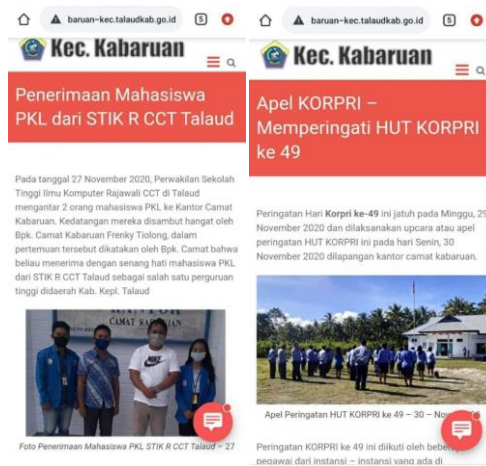 baruan-kec.talaudkab.go.id
5
Kec. Kabaruan
Penerimaan Mahasiswa
PKL dari STIK R CCT Talaud
Pada tanggal 27 November 2020, Perwakilan Sekolah
Tinggi Ilmu Komputer Rajawali CCT di Talaud
mengantar 2 orang mahasiswa PKL ke Kantor Camat
Kabaruan. Kedatangan mereka disambut hangat oleh
Bpk. Camat Kabaruan Frenky Tiolong, dalam
pertemuan tersebut dikatakan oleh Bpk. Camat bahwa
beliau menerima dengan senang hati mahasiswa PKL
dari STIK R CCT Talaud sebagai salah satu perguruan
tinggi didaerah Kab. Kepl. Talaud
KANTOR
CAMAT KABARUAN
Foto Penerimaan Mahasiswa PKL STIK R CCT Talaud – 27
baruan-kec.talaudkab.go.id
5
Kec. Kabaruan
Apel KORPRI –
Memperingati HUT KORPRI
ke 49
Peringatan Hari Korpri ke-49 ini jatuh pada Minggu, 29
November 2020 dan dilaksanakan upcara atau apel
peringatan HUT KORPRI ini pada hari Senin, 30
November 2020 dilapangan kantor camat kabaruan.
Apel Peringatan HUT KORPRI ke 49 – 30 –
Peringatan KORPRI ke 49 ini diikuti oleh
pegawai dari instansi – instansi yang ada di